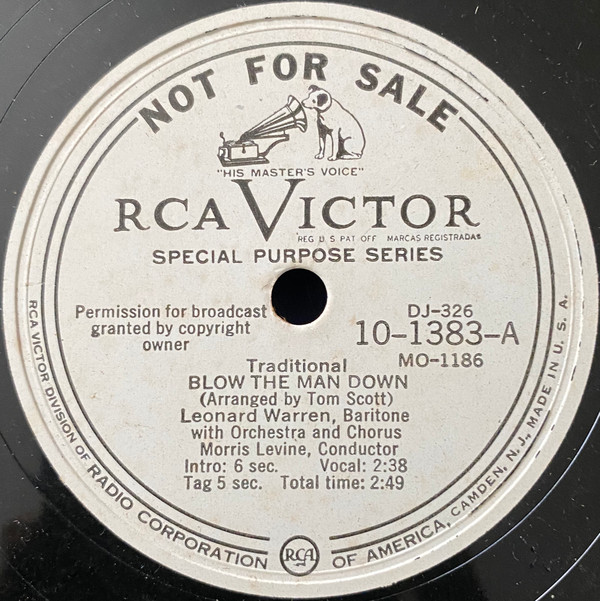 NOT FOR SALE
"HIS MASTER'S VOICE"
RCA VICTOR
REG. U.S. PAT. OFF. MARCAS REGISTRADAS
SPECIAL PURPOSE SERIES
Permission for broadcast
granted by copyright
owner
DJ-326
10-1383-A
MO-1186
Traditional
BLOW THE MAN DOWN
(Arranged by Tom Scott)
Leonard Warren, Baritone
with Orchestra and Chorus
Morris Levine, Conductor
Intro: 6 sec. Vocal: 2:38
Tag 5 sec. Total time: 2:49
RCA VICTOR DIVISION OF RADIO CORPORATION OF AMERICA, CAMDEN, N.J., MADE IN U.S.A.
RCA